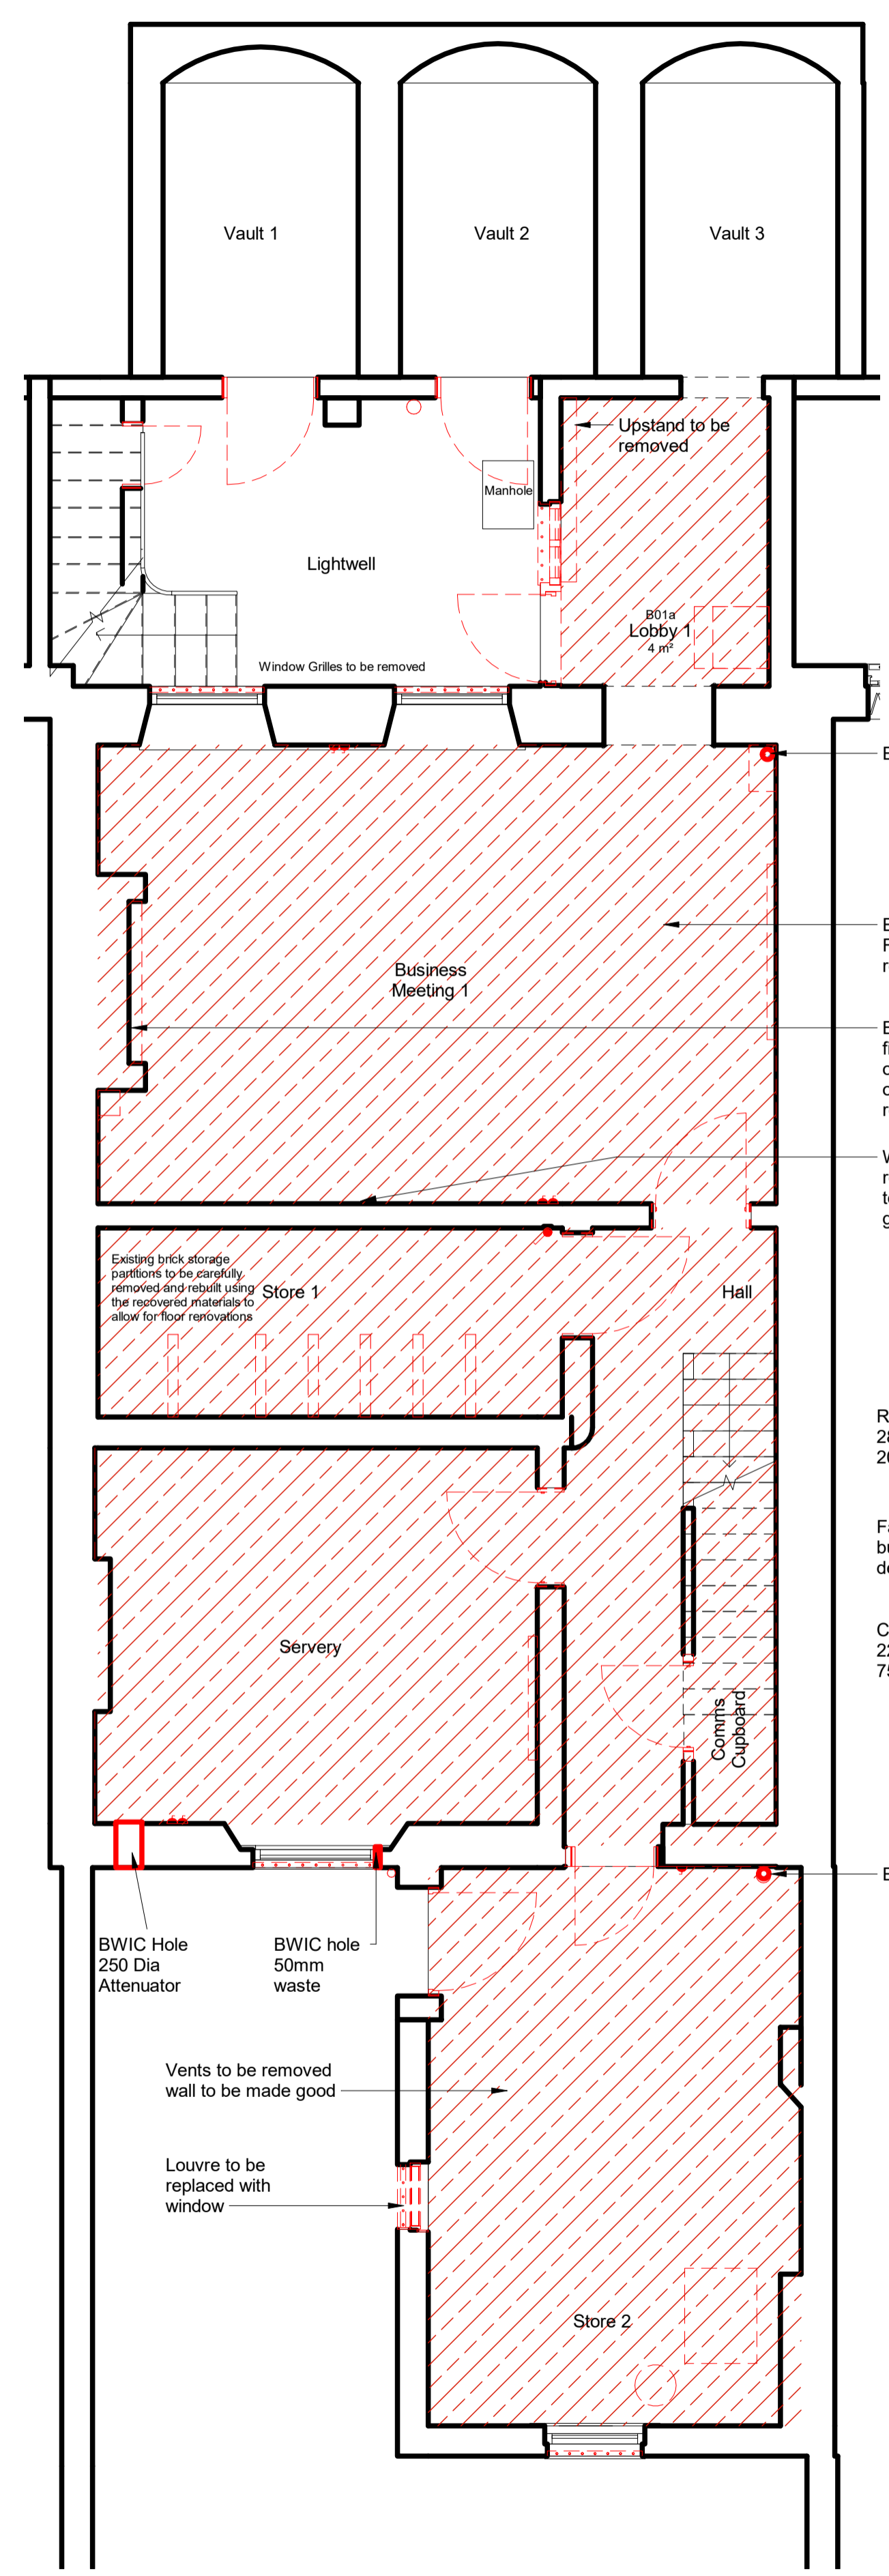 Vault 1
Vault 2
Vault 3
Upstand to be
removed
Manhole
Lightwell
B01a
Lobby 1
4 m²
Window Grilles to be removed
Business
Meeting 1
Existing brick storage
partitions to be carefully
removed and rebuilt using
the recovered materials to
allow for floor renovations
Store 1
Hall
Servery
Comms
Cupboard
BWIC Hole
250 Dia
Attenuator
BWIC hole
50mm
waste
Vents to be removed
wall to be made good
Louvre to be
replaced with
window
Store 2